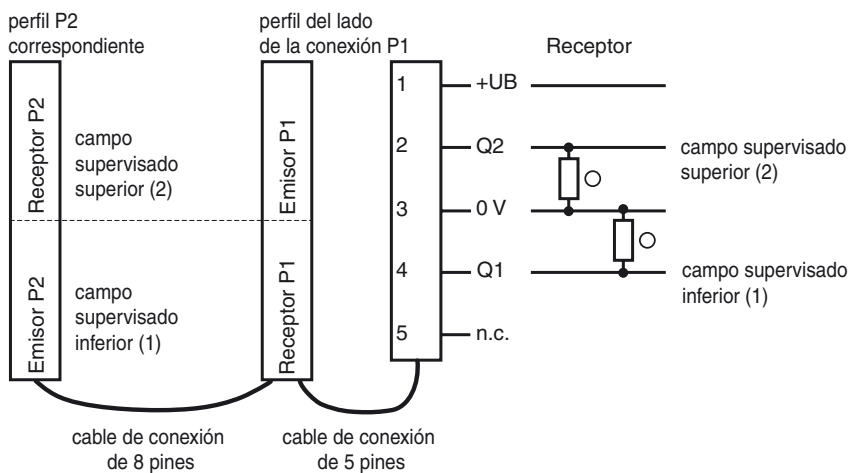 perfil P2
correspondiente
perfil del lado
de la conexión P1
Receptor
Receptor P2
campo
supervisado
superior (2)
Emisor P1
Emisor P2
campo
supervisado
inferior (1)
Receptor P1
1
+UB
2
Q2
3
0 V
4
Q1
5
n.c.
campo supervisado
superior (2)
campo supervisado
inferior (1)
cable de conexión
de 8 pines
cable de conexión
de 5 pines